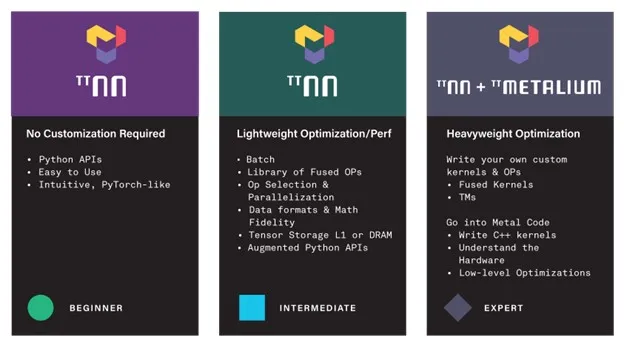 TTNN
No Customization Required
• Python APIs
• Easy to Use
• Intuitive, PyTorch-like
BEGINNER
TTNN
Lightweight Optimization/Perf
• Batch
• Library of Fused OPs
• Op Selection &
Parallelization
• Data formats & Math
Fidelity
• Tensor Storage L1 or DRAM
• Augmented Python APIs
INTERMEDIATE
TTNN + TTMETALIUM
Heavyweight Optimization
Write your own custom
kernels & OPs
• Fused Kernels
• TMs
Go into Metal Code
• Write C++ kernels
• Understand the
Hardware
• Low-level Optimizations
EXPERT